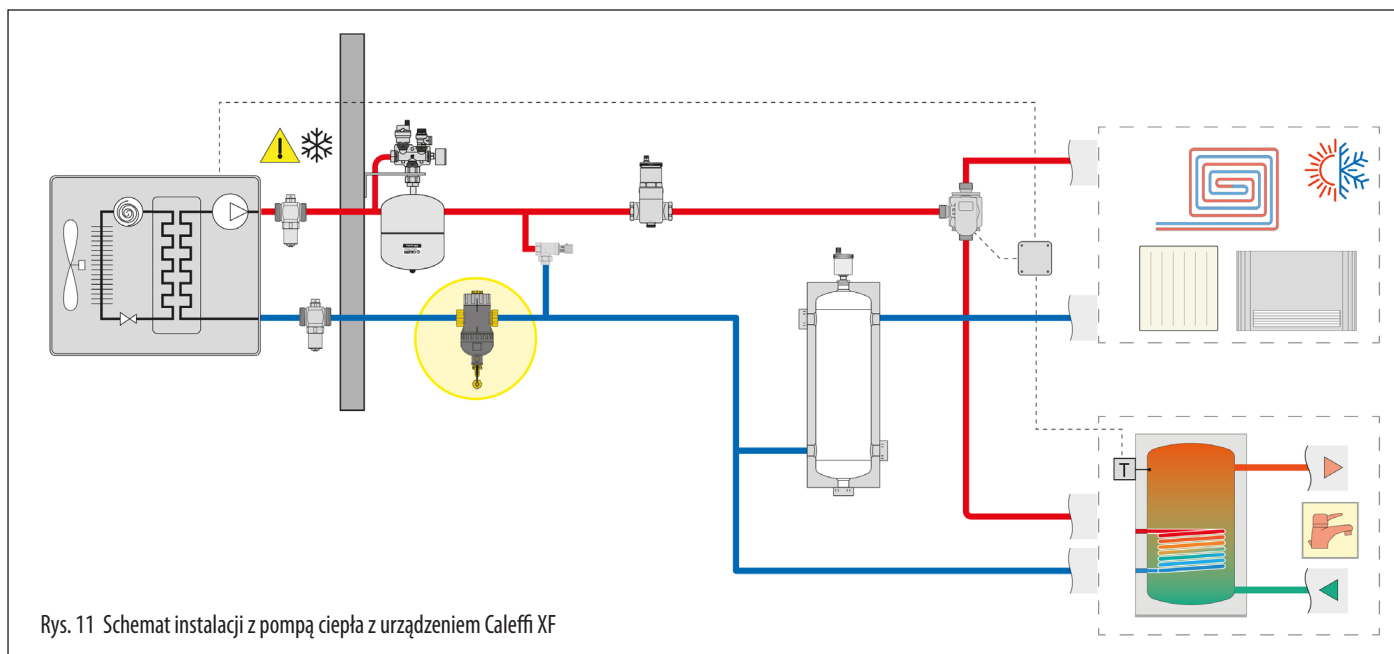 T
Rys. 11 Schemat instalacji z pompą ciepła z urządzeniem Caleffi XF